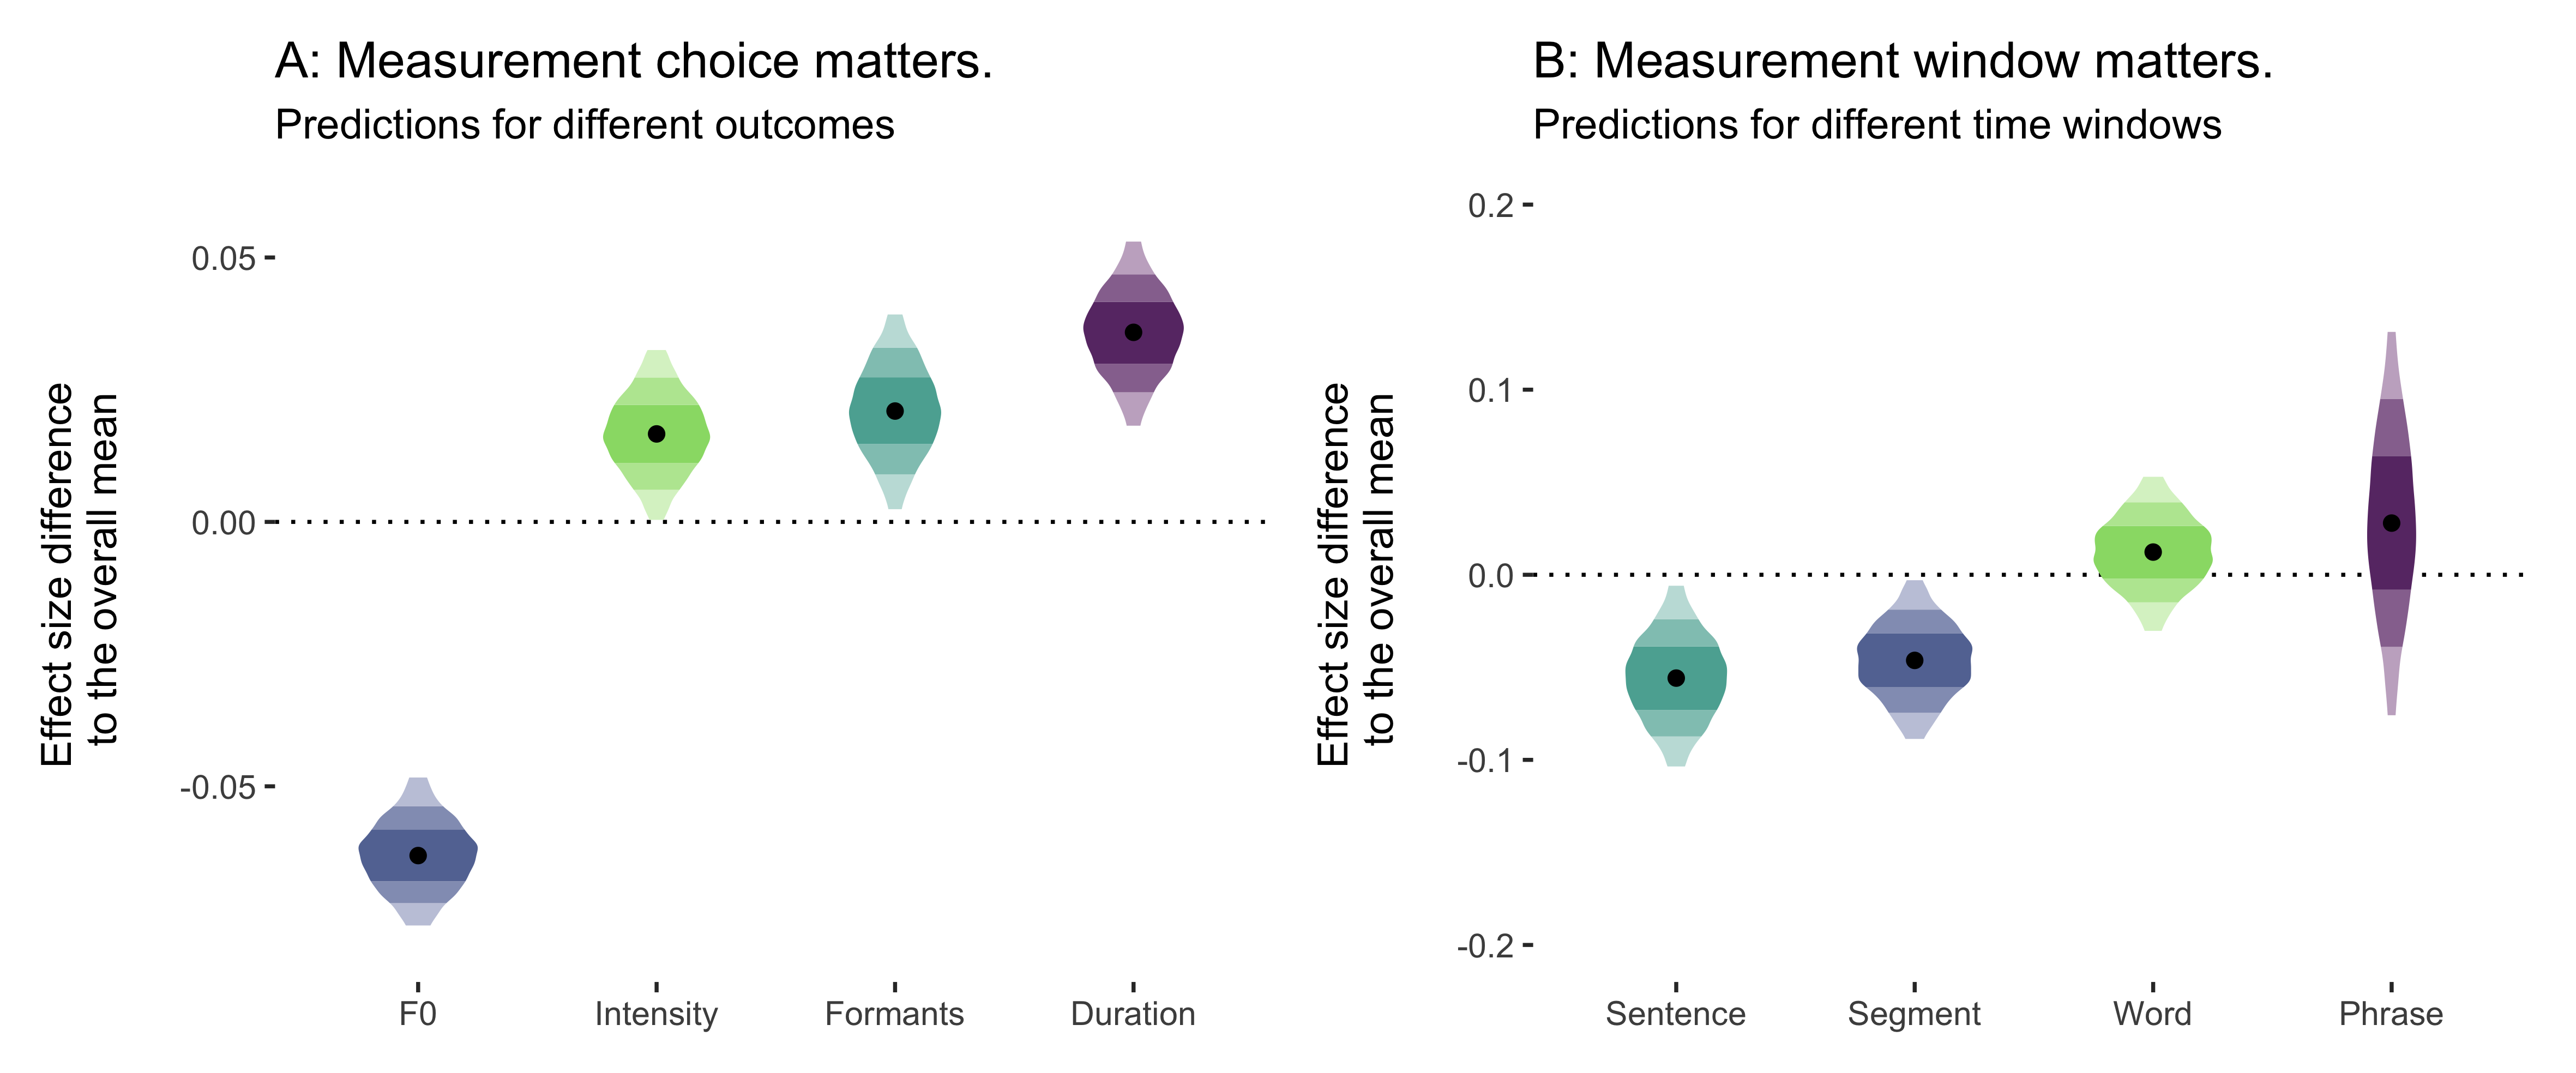 A: Measurement choice matters.
Predictions for different outcomes
Effect size difference
to the overall mean
0.05
0.00
-0.05
F0 Intensity Formants Duration
B: Measurement window matters.
Predictions for different time windows
Effect size difference
to the overall mean
0.2
0.1
0.0
-0.1
-0.2
Sentence Segment Word Phrase